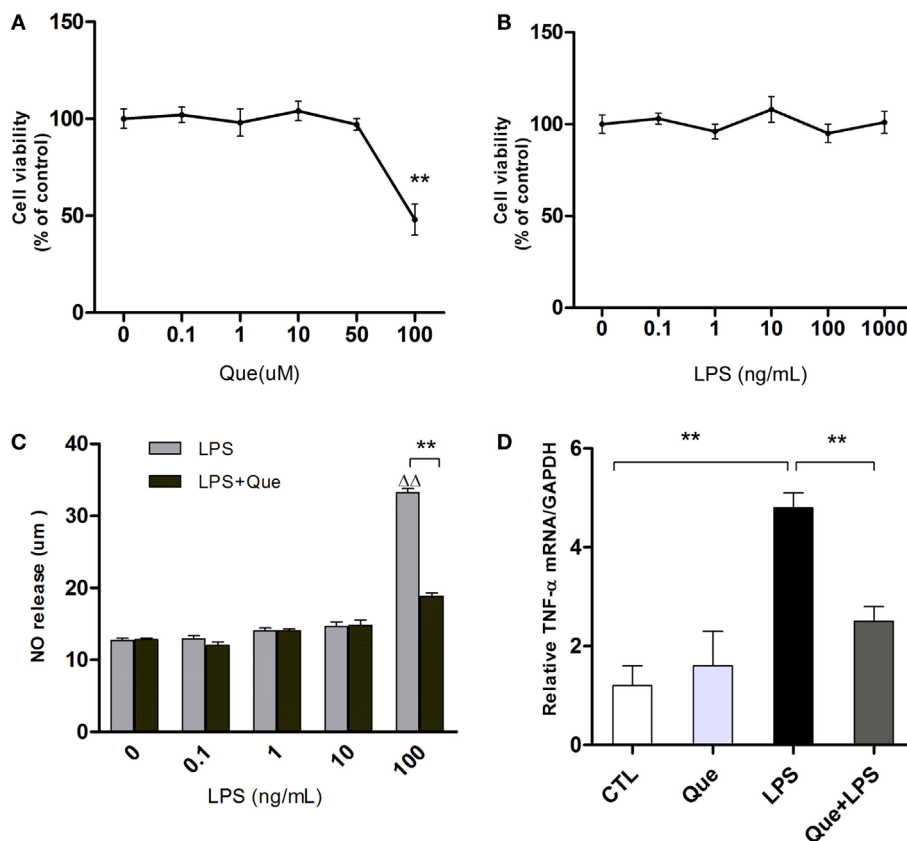 A
150
100
50
0
Cell viability
(% of control)
**
0 0.1 1 10 50 100
Que(uM)
B
150
100
50
0
Cell viability
(% of control)
0 0.1 1 10 100 1000
LPS (ng/mL)
C
LPS
LPS+Que
40
30
20
10
0
NO release (um )
**
ΔΔ
0 0.1 1 10 100
LPS (ng/mL)
D
6
4
2
0
Relative TNF-α mRNA/GAPDH
** **
CTL Que LPS Que+LPS